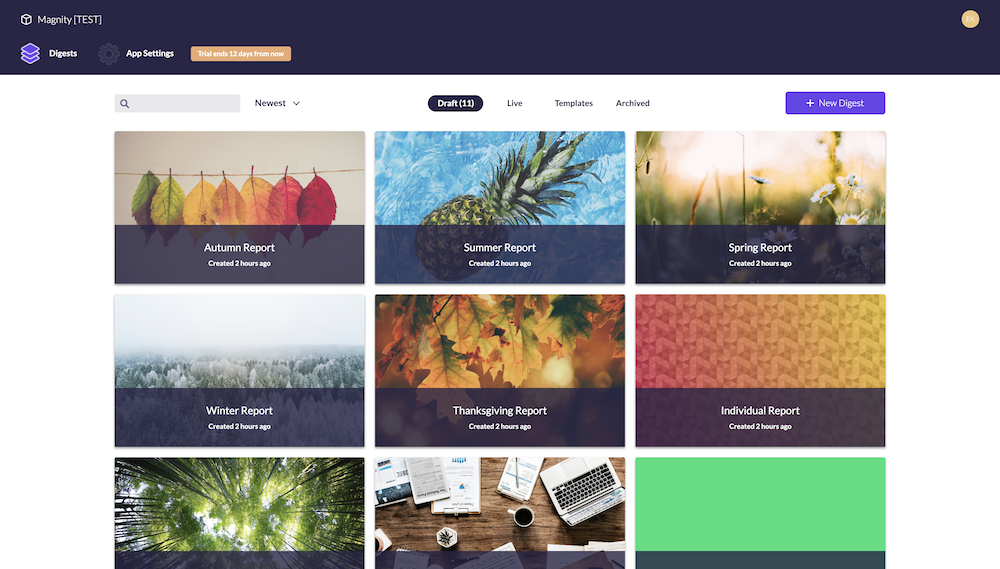 Magnity [TEST]
EK
Digests
App Settings
Trial ends 12 days from now
Newest
Draft (11)
Live
Templates
Archived
+ New Digest
Autumn Report
Created 2 hours ago
Summer Report
Created 2 hours ago
Spring Report
Created 2 hours ago
Winter Report
Created 2 hours ago
Thanksgiving Report
Created 2 hours ago
Individual Report
Created 2 hours ago